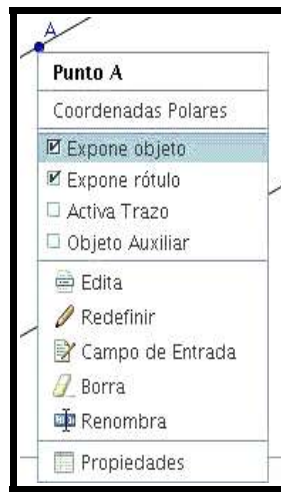 A
Punto A
Coordenadas Polares
Expone objeto
Expone rótulo
Activa Trazo
Objeto Auxiliar
Edita
Redefinir
Campo de Entrada
Borra
Renombra
Propiedades